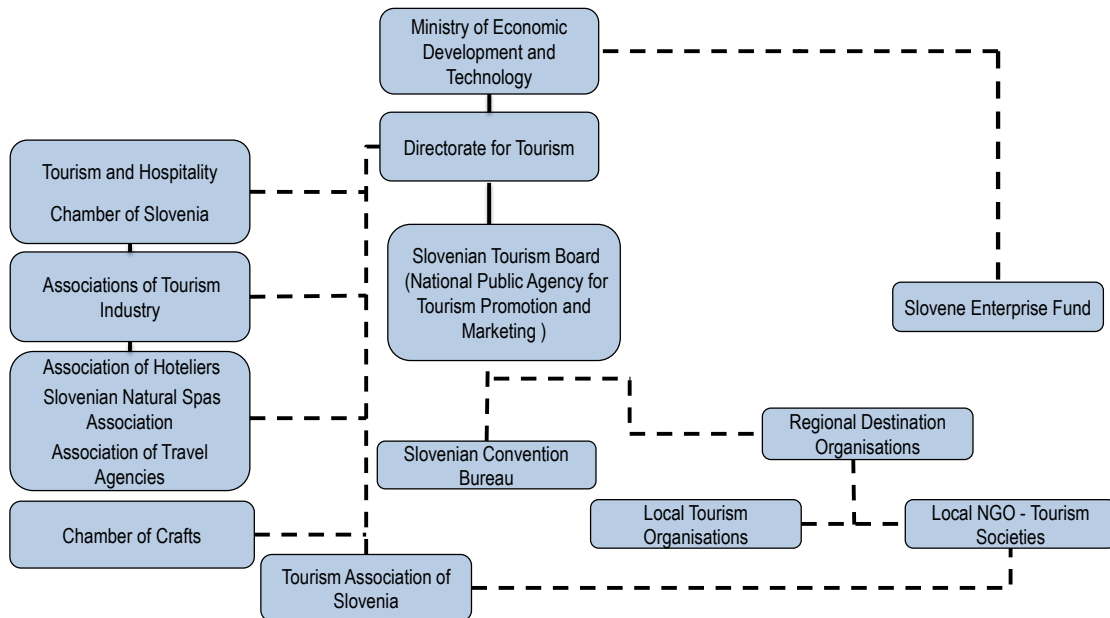 Ministry of Economic
Development and
Technology
Directorate for Tourism
Tourism and Hospitality
Chamber of Slovenia
Slovenian Tourism Board
(National Public Agency for
Tourism Promotion and
Marketing )
Associations of Tourism
Industry
Slovene Enterprise Fund
Association of Hoteliers
Slovenian Natural Spas
Association
Association of Travel
Agencies
Regional Destination
Organisations
Slovenian Convention
Bureau
Chamber of Crafts
Local Tourism
Organisations
Local NGO - Tourism
Societies
Tourism Association of
Slovenia